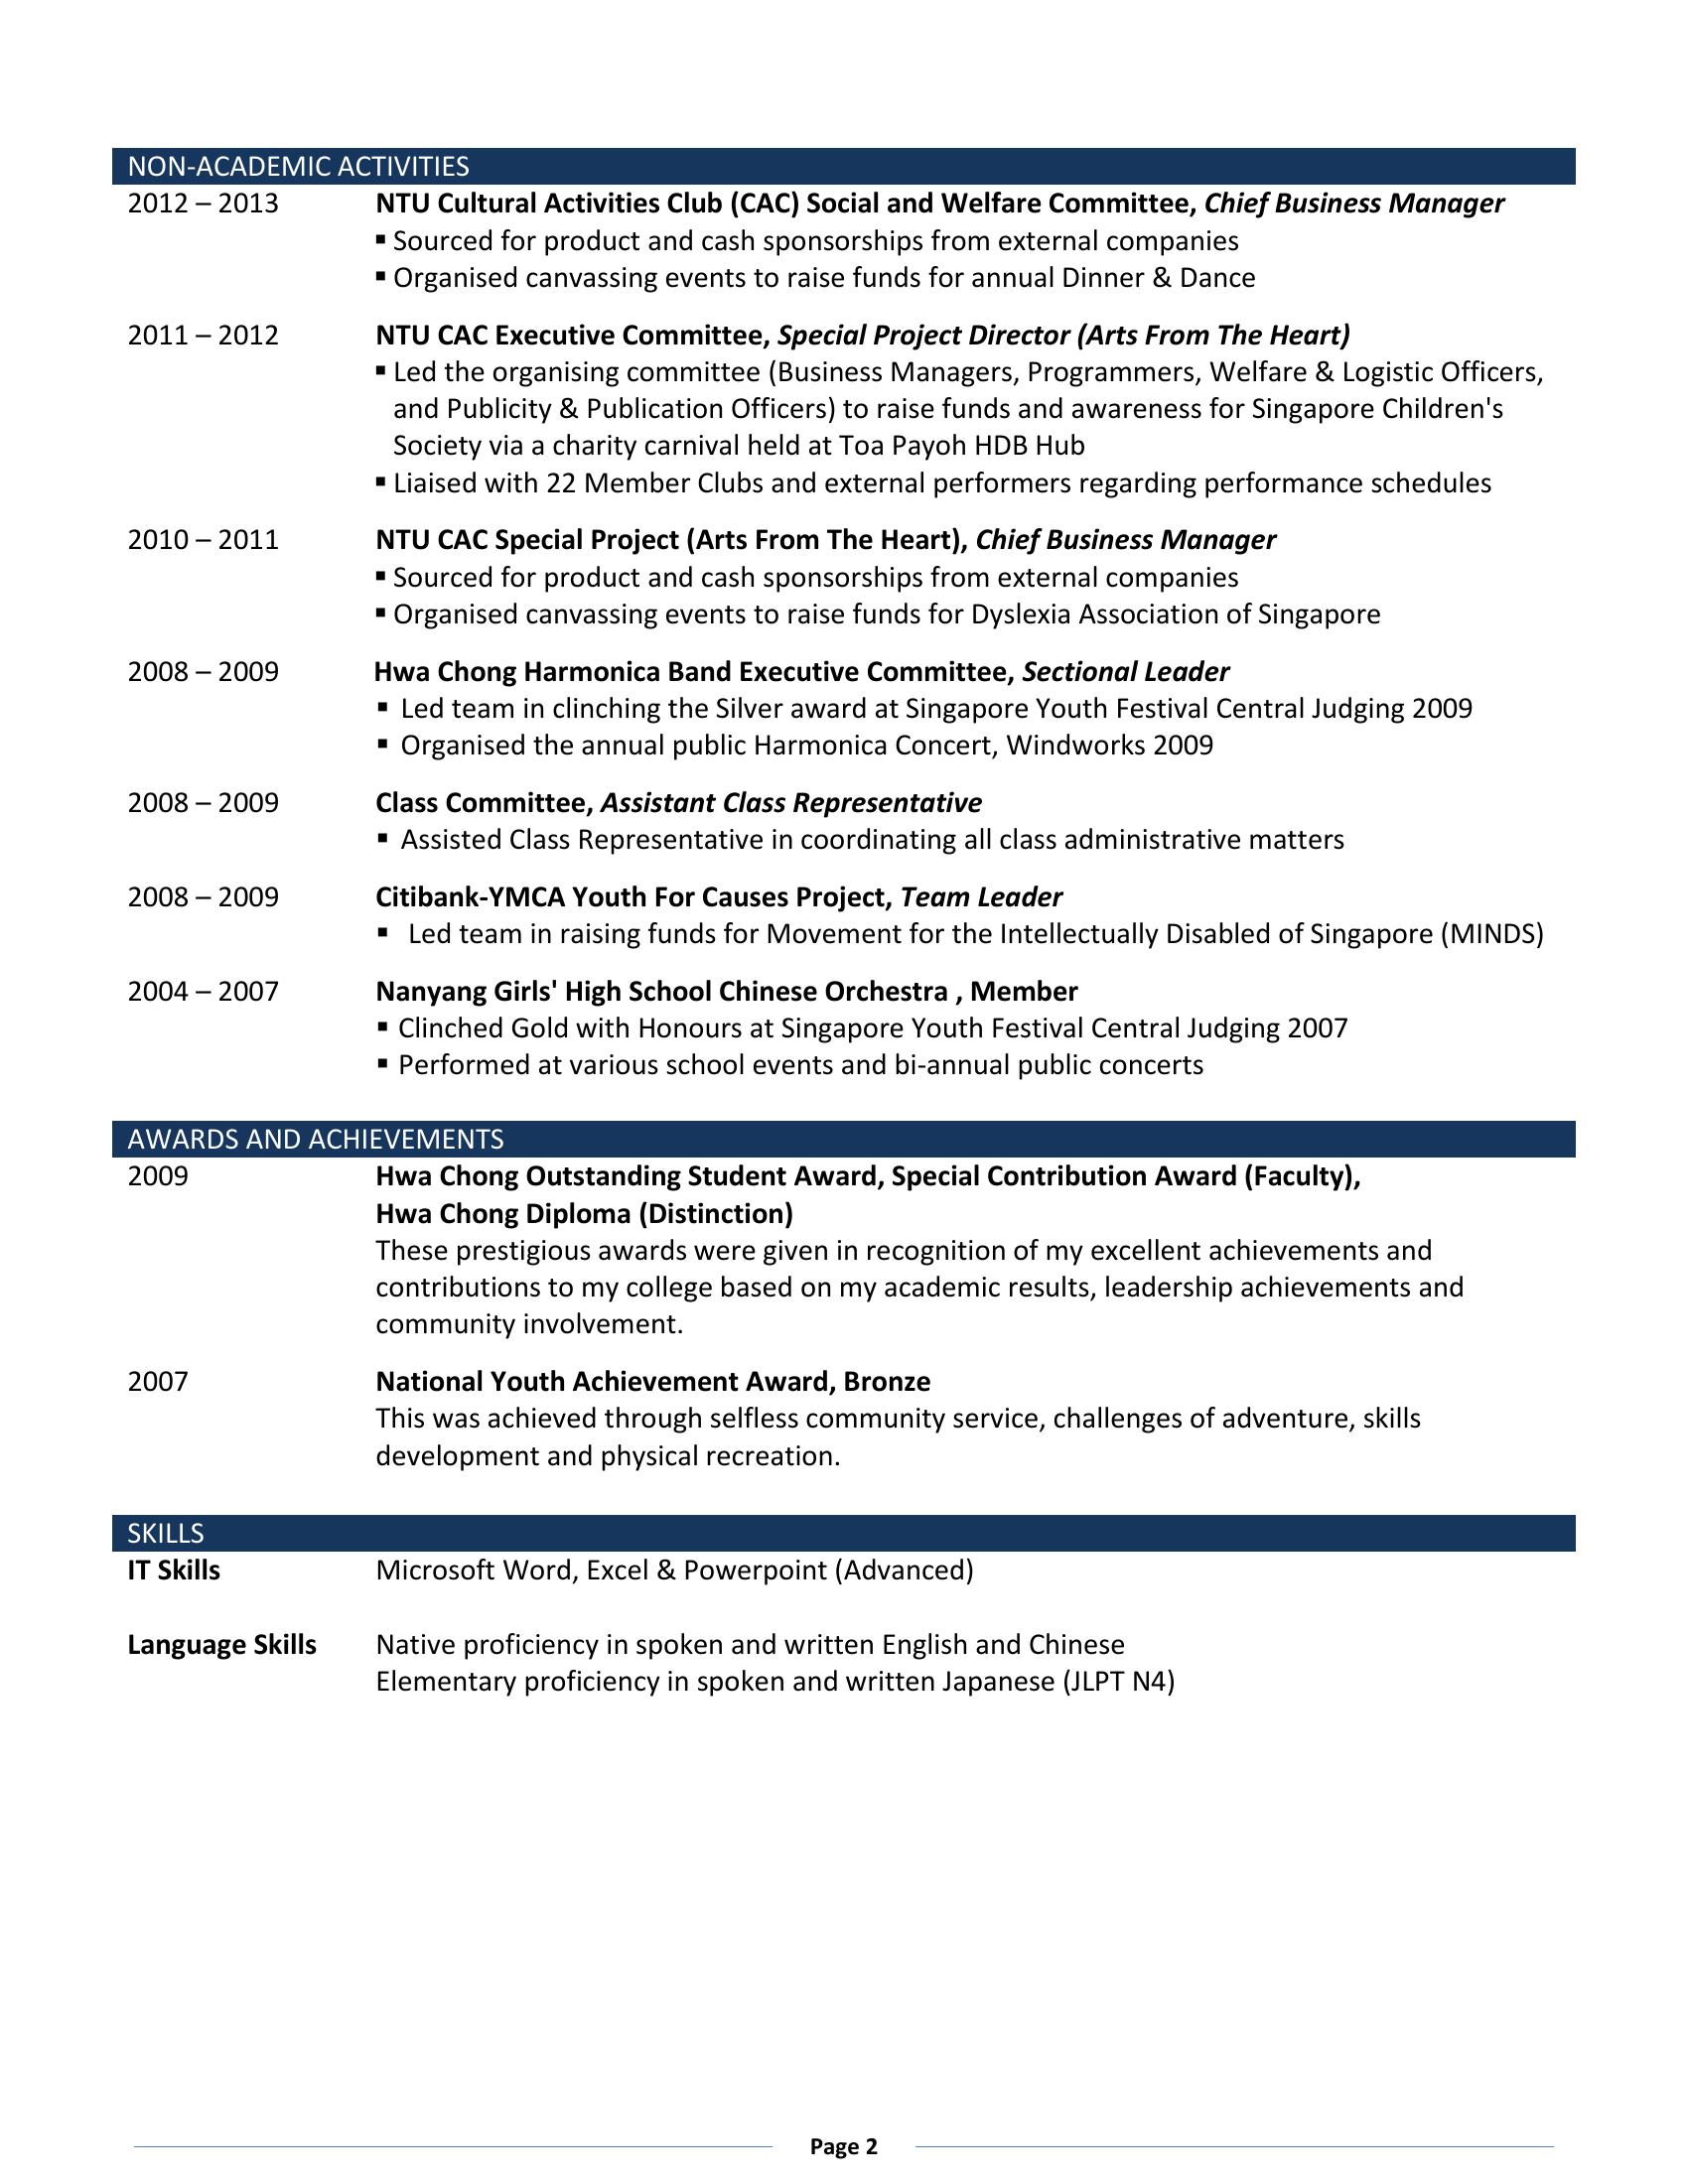 NON-ACADEMIC ACTIVITIES
2012 – 2013 NTU Cultural Activities Club (CAC) Social and Welfare Committee, Chief Business Manager
▪ Sourced for product and cash sponsorships from external companies
▪ Organised canvassing events to raise funds for annual Dinner & Dance
2011 – 2012 NTU CAC Executive Committee, Special Project Director (Arts From The Heart)
▪ Led the organising committee (Business Managers, Programmers, Welfare & Logistic Officers,
and Publicity & Publication Officers) to raise funds and awareness for Singapore Children's
Society via a charity carnival held at Toa Payoh HDB Hub
▪ Liaised with 22 Member Clubs and external performers regarding performance schedules
2010 – 2011 NTU CAC Special Project (Arts From The Heart), Chief Business Manager
▪ Sourced for product and cash sponsorships from external companies
▪ Organised canvassing events to raise funds for Dyslexia Association of Singapore
2008 – 2009 Hwa Chong Harmonica Band Executive Committee, Sectional Leader
▪ Led team in clinching the Silver award at Singapore Youth Festival Central Judging 2009
▪ Organised the annual public Harmonica Concert, Windworks 2009
2008 – 2009 Class Committee, Assistant Class Representative
▪ Assisted Class Representative in coordinating all class administrative matters
2008 – 2009 Citibank-YMCA Youth For Causes Project, Team Leader
▪ Led team in raising funds for Movement for the Intellectually Disabled of Singapore (MINDS)
2004 – 2007 Nanyang Girls' High School Chinese Orchestra , Member
▪ Clinched Gold with Honours at Singapore Youth Festival Central Judging 2007
▪ Performed at various school events and bi-annual public concerts
AWARDS AND ACHIEVEMENTS
2009 Hwa Chong Outstanding Student Award, Special Contribution Award (Faculty),
Hwa Chong Diploma (Distinction)
These prestigious awards were given in recognition of my excellent achievements and
contributions to my college based on my academic results, leadership achievements and
community involvement.
2007 National Youth Achievement Award, Bronze
This was achieved through selfless community service, challenges of adventure, skills
development and physical recreation.
SKILLS
IT Skills Microsoft Word, Excel & Powerpoint (Advanced)
Language Skills Native proficiency in spoken and written English and Chinese
Elementary proficiency in spoken and written Japanese (JLPT N4)
Page 2